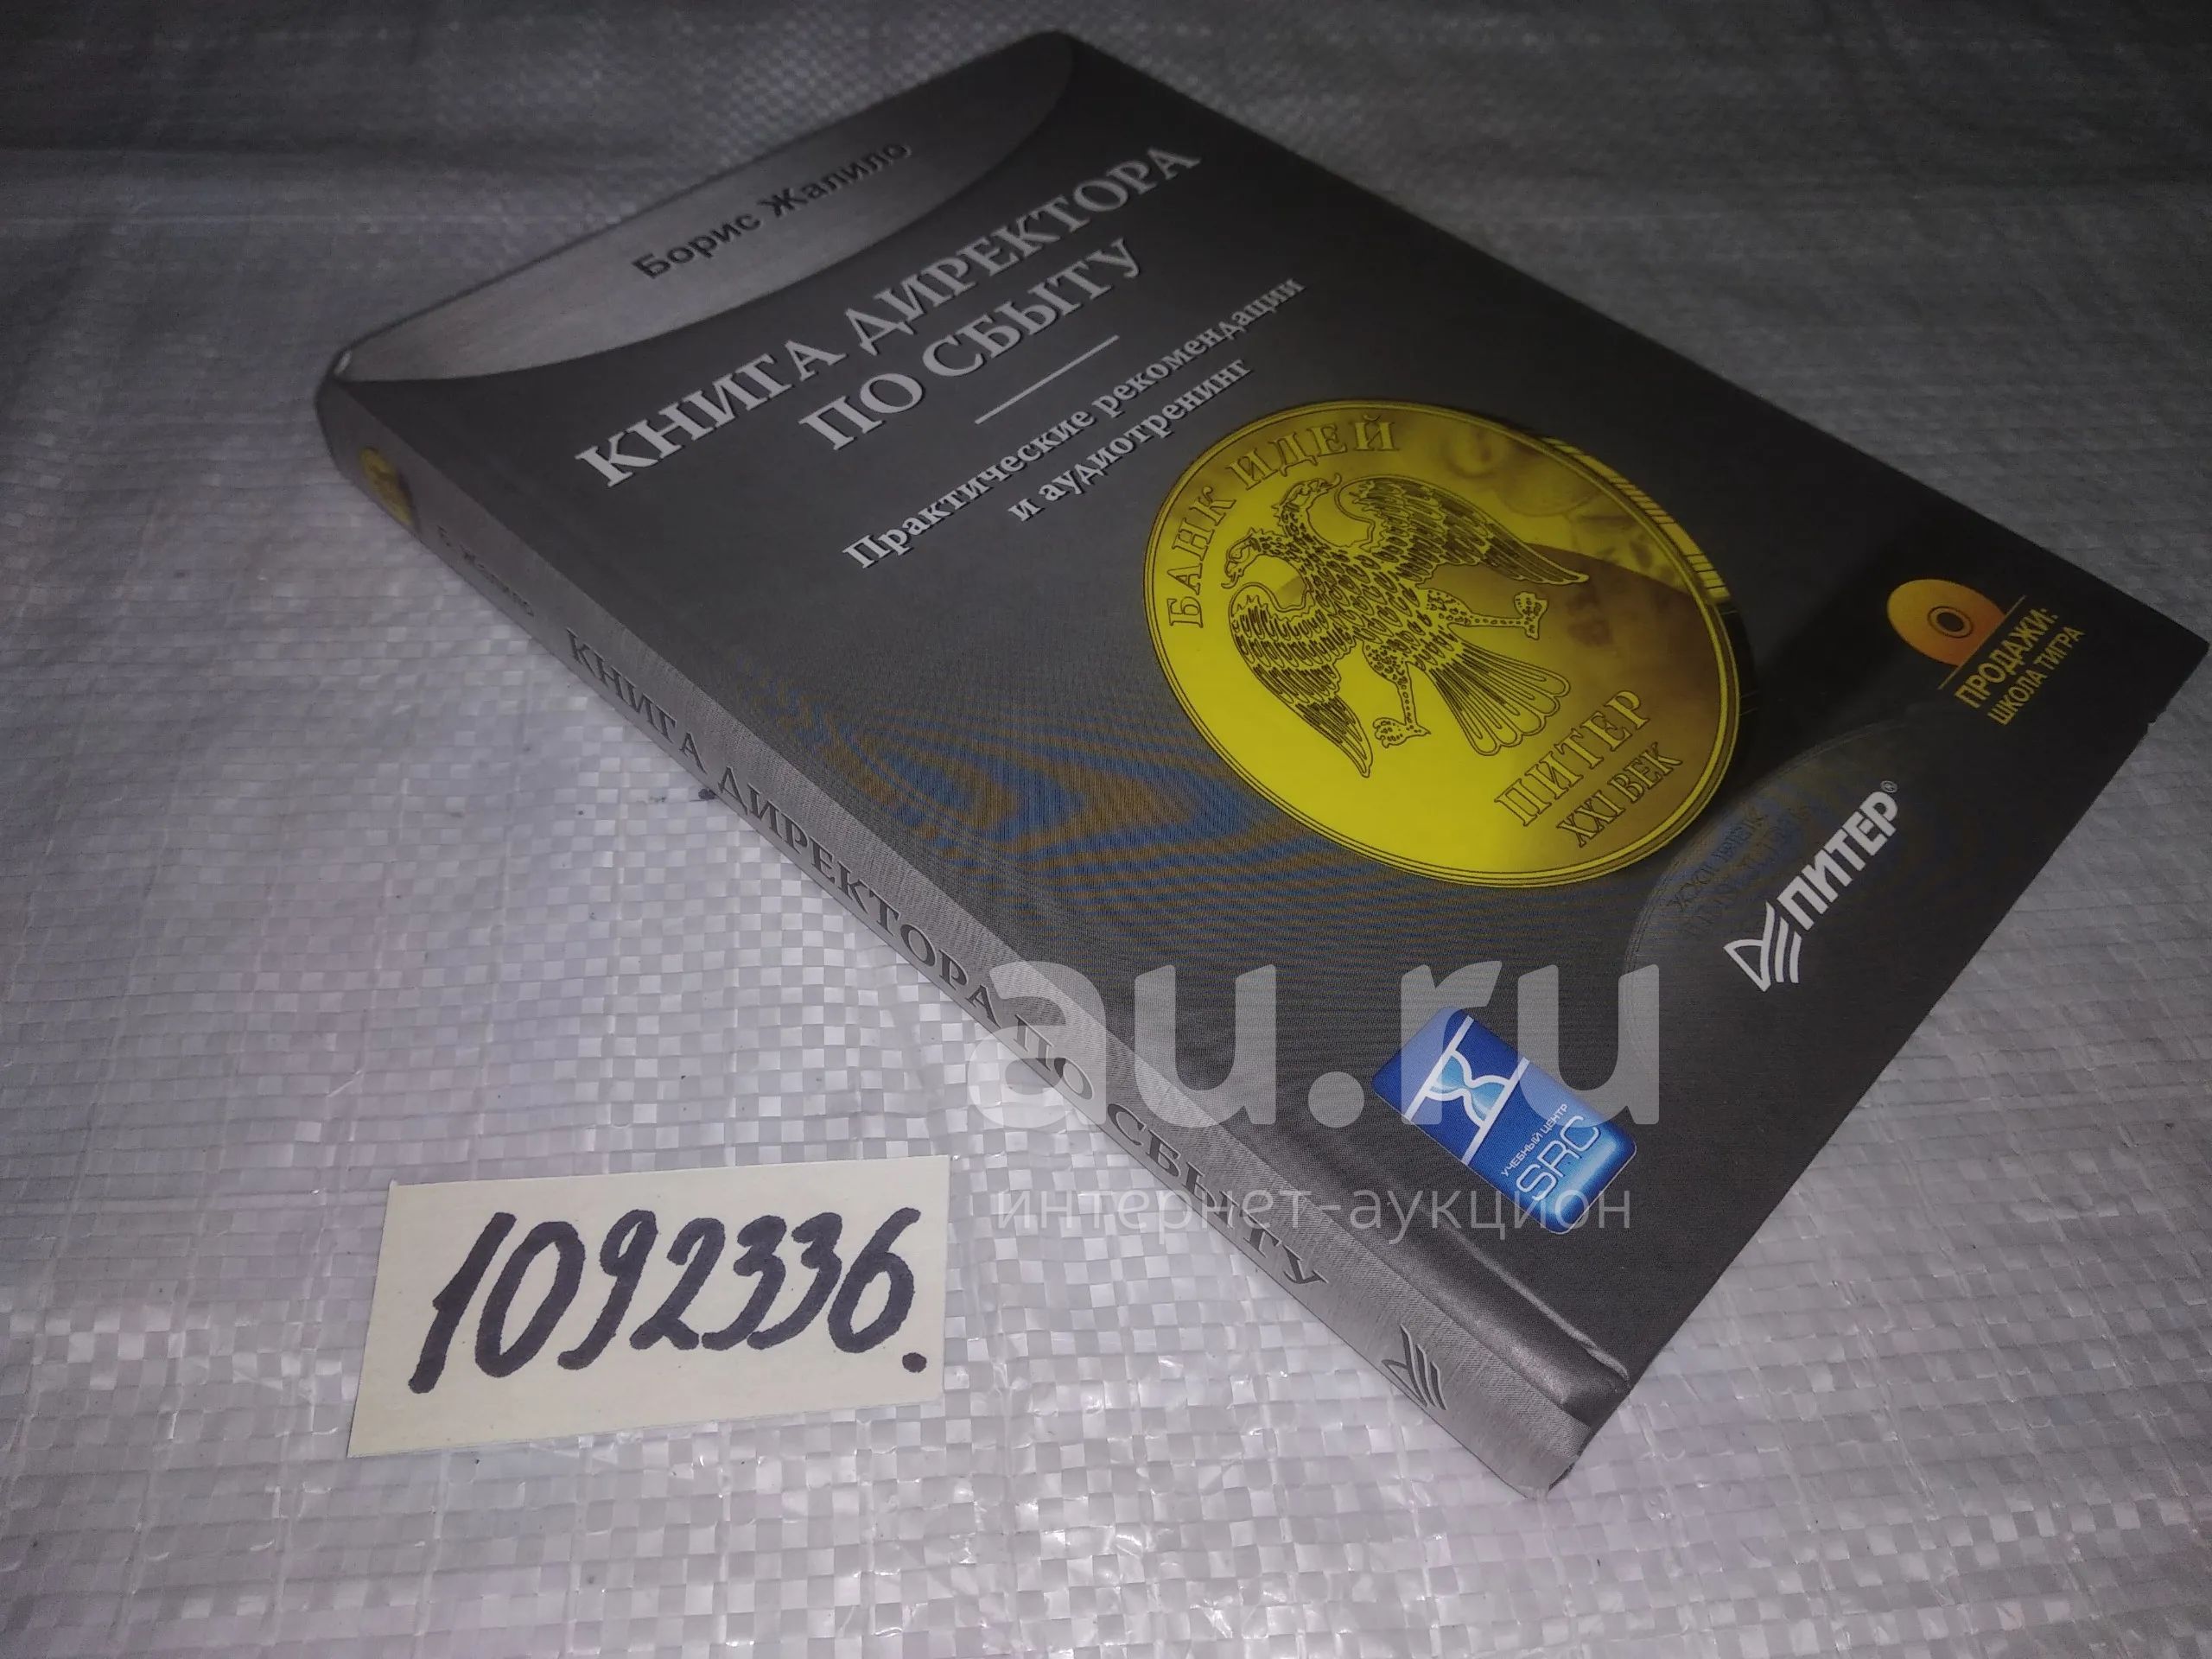 Борис Жалило
КНИГА ДИРЕКТОРА
ПО СБЫТУ
Практические рекомендации
и аудиотренинг
БАНК ИДЕЙ
ПИТЕР
XXI ВЕК
ПРОДАЖИ:
ШКОЛА ТИГРА
ПИТЕР®
УЧЕБНЫЙ ЦЕНТР
SRC
Б. Жалило КНИГА ДИРЕКТОРА ПО СБЫТУ
au.ru
интернет-аукцион
1092336.